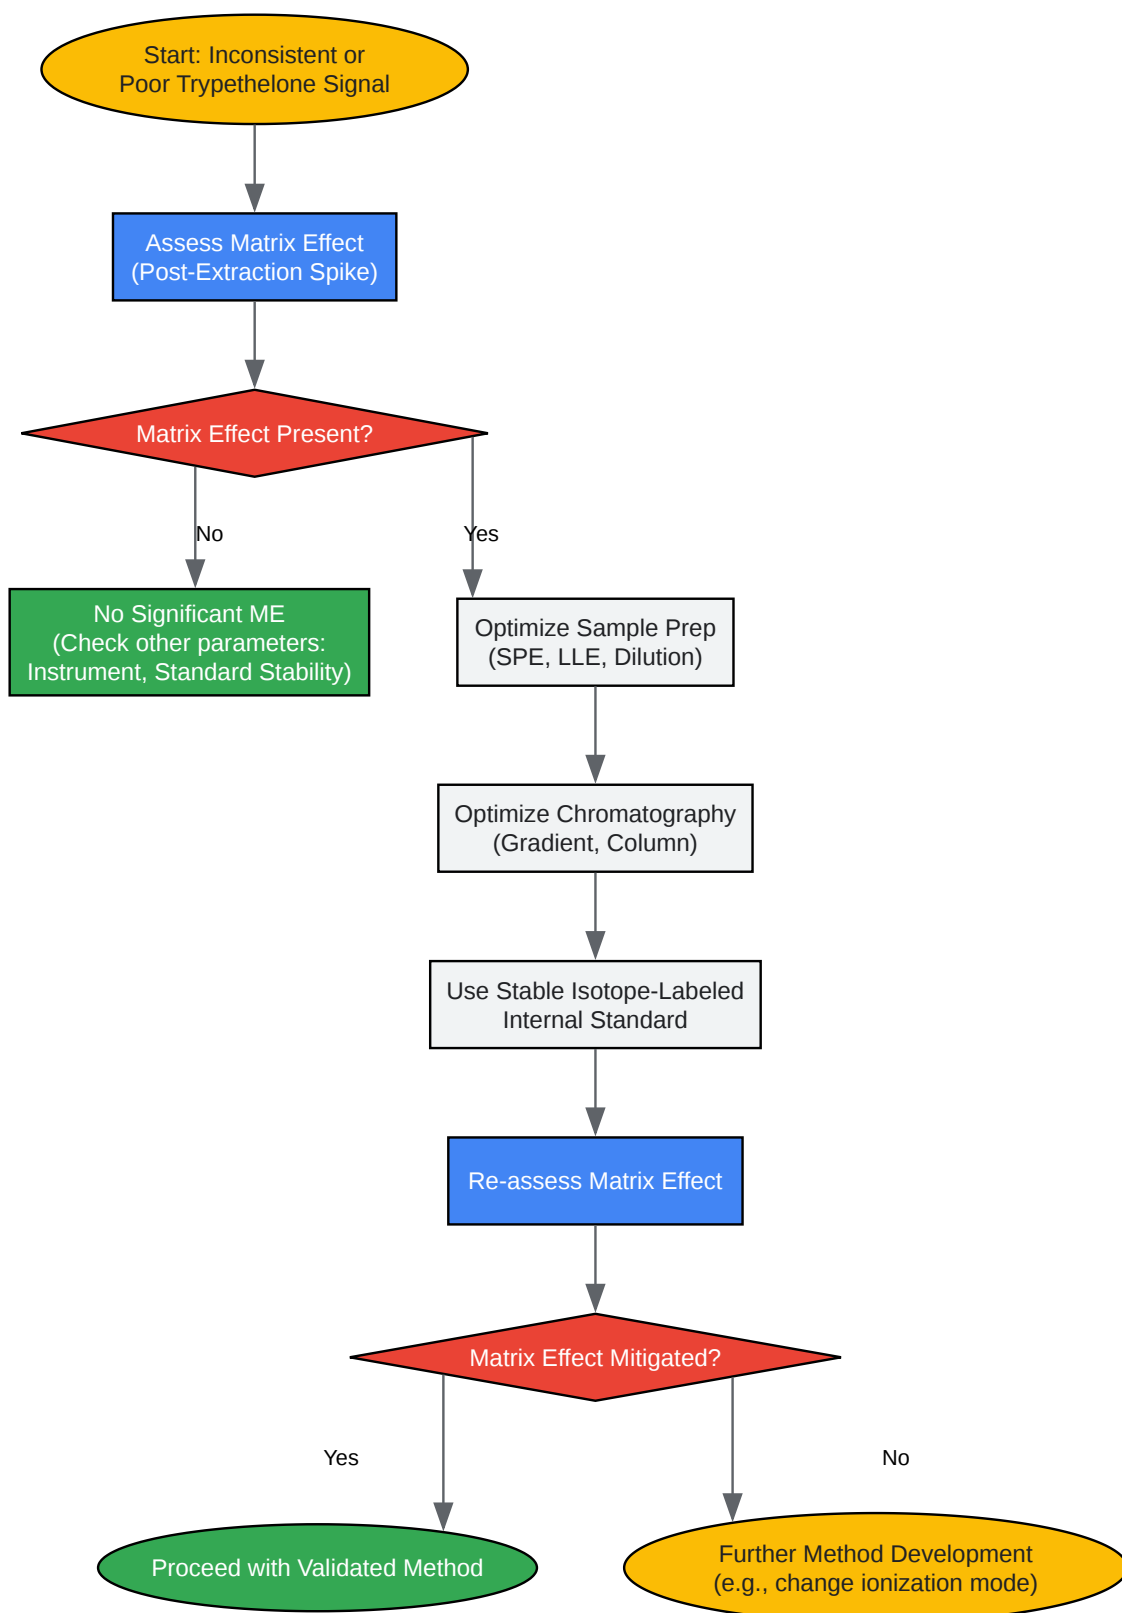 Start: Inconsistent or
Poor Trypethelone Signal
Assess Matrix Effect
(Post-Extraction Spike)
Matrix Effect Present?
No
Yes
No Significant ME
(Check other parameters:
Instrument, Standard Stability)
Optimize Sample Prep
(SPE, LLE, Dilution)
Optimize Chromatography
(Gradient, Column)
Use Stable Isotope-Labeled
Internal Standard
Re-assess Matrix Effect
Matrix Effect Mitigated?
Yes
No
Proceed with Validated Method
Further Method Development
(e.g., change ionization mode)